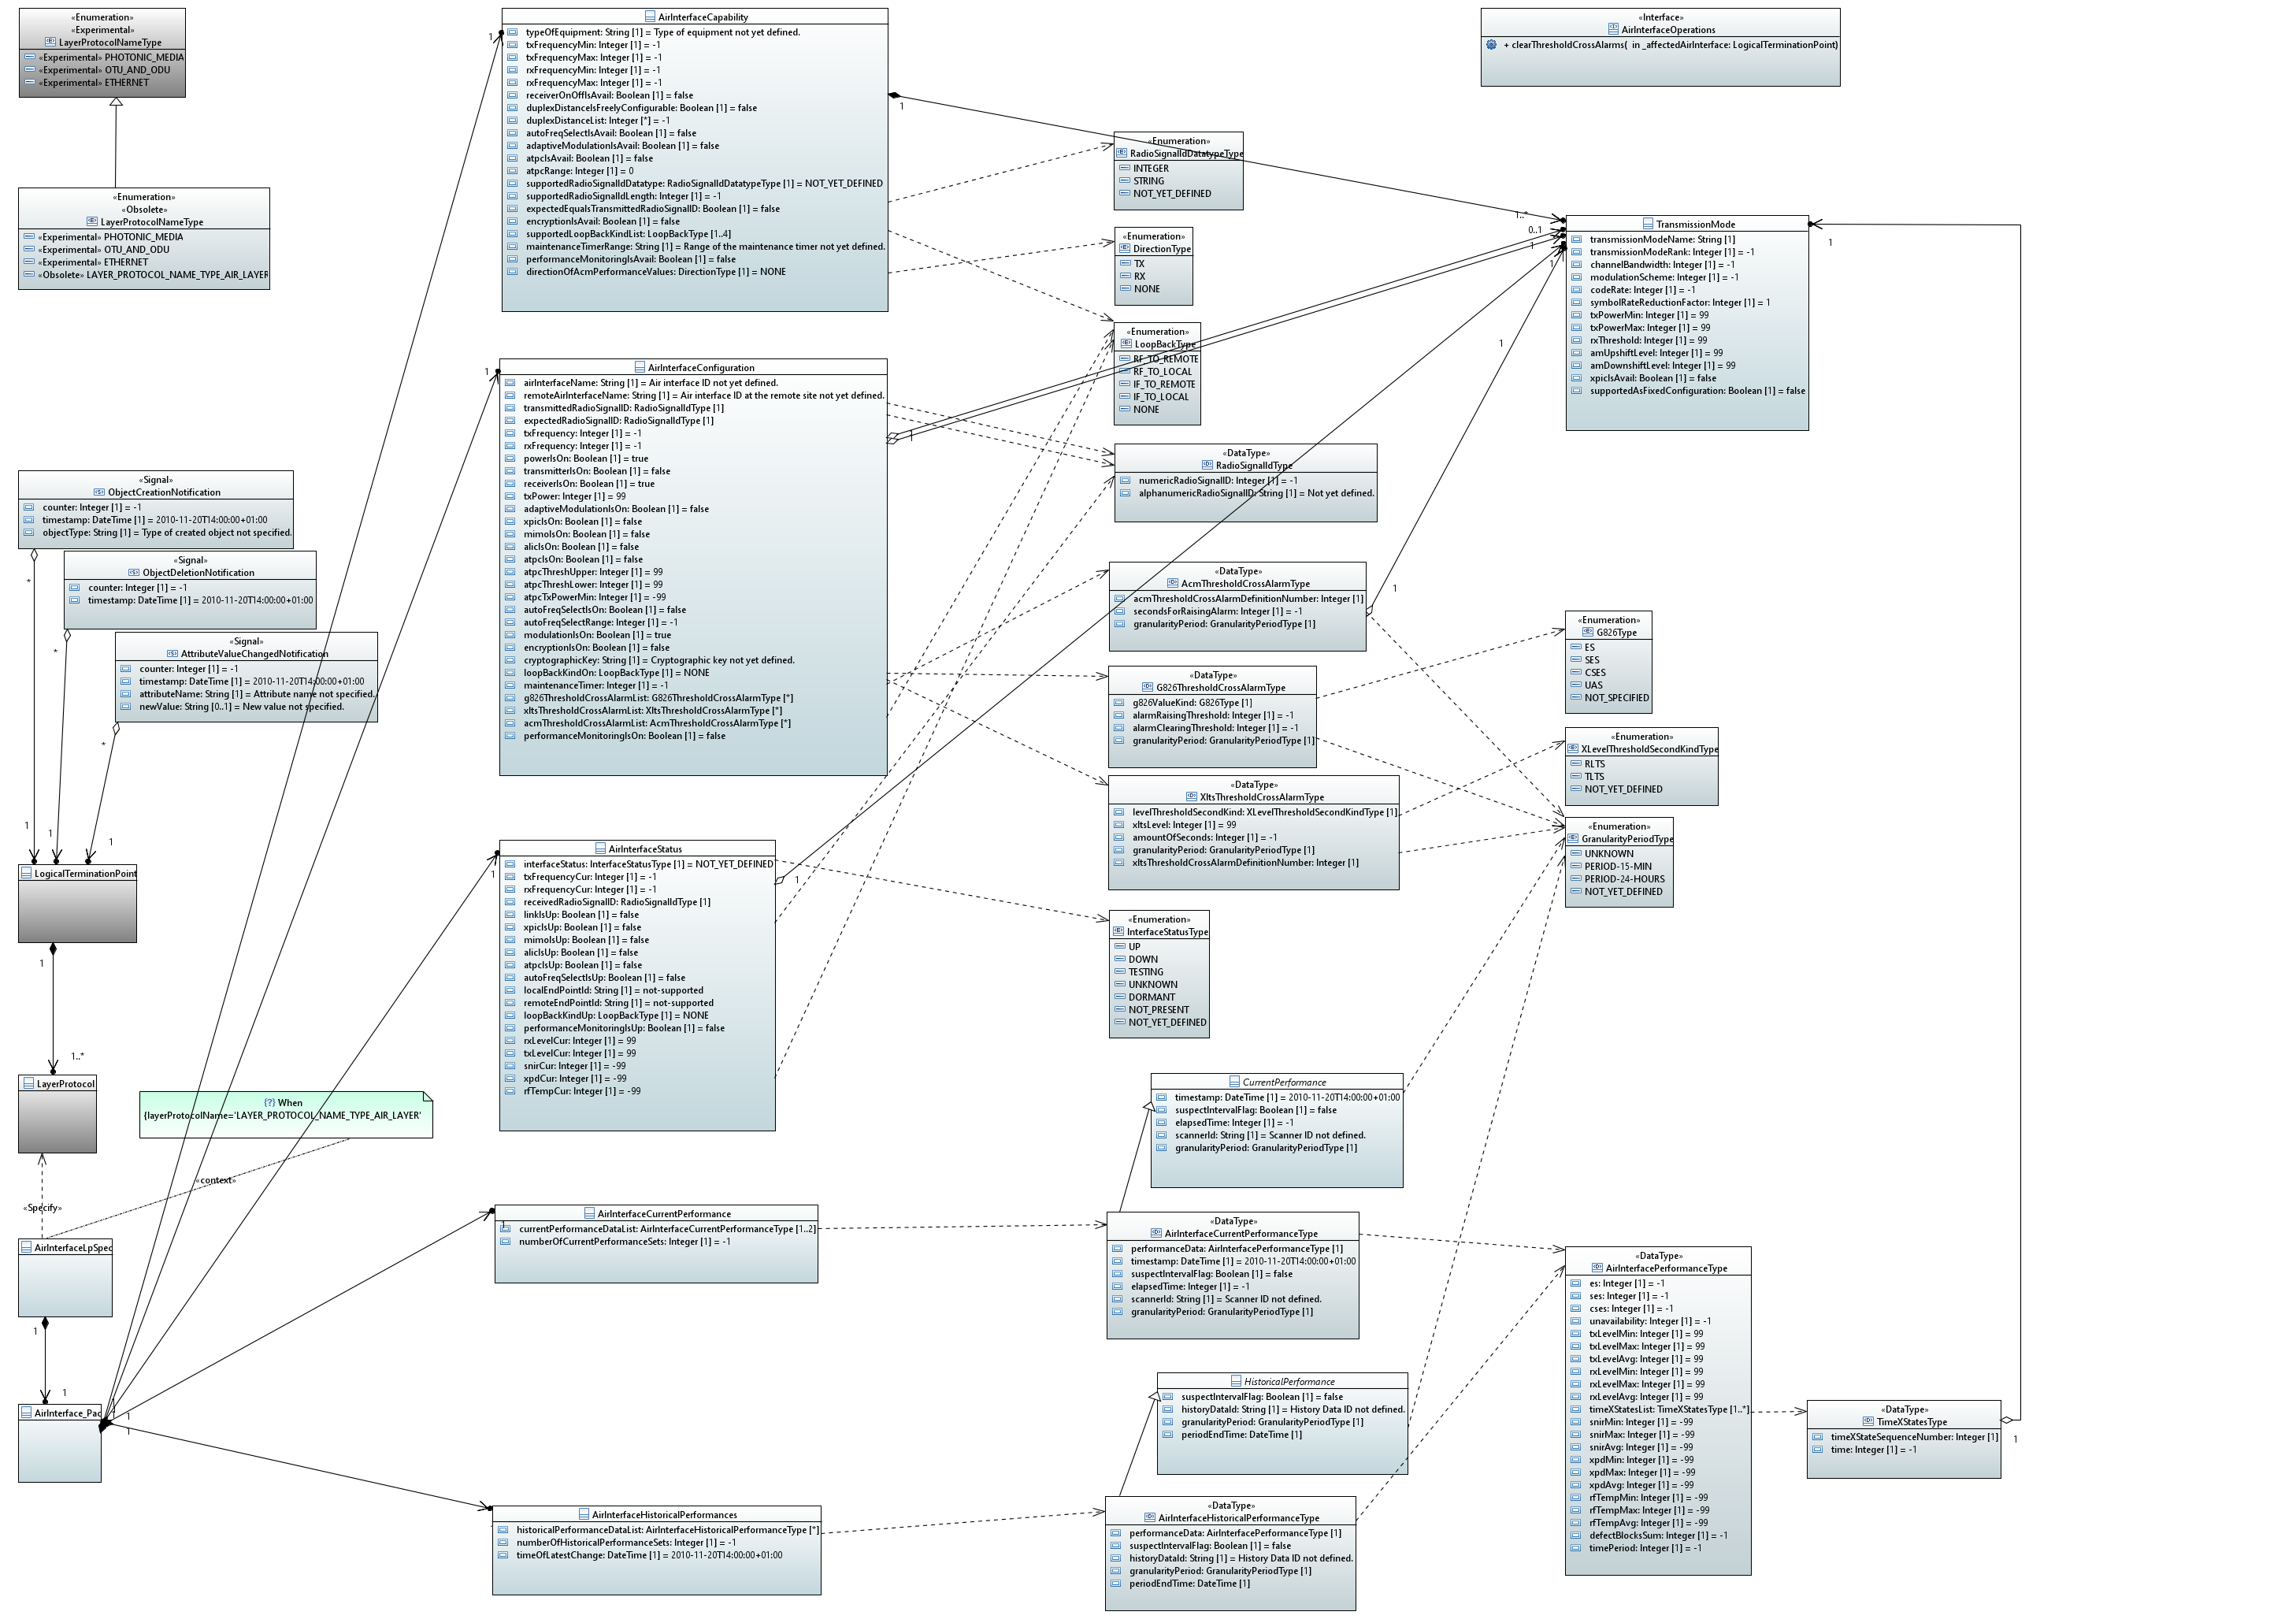 «Enumeration»
«Experimental»
LayerProtocolNameType
«Experimental» PHOTONIC_MEDIA
«Experimental» OTU_AND_ODU
«Experimental» ETHERNET
«Enumeration»
«Obsolete»
LayerProtocolNameType
«Experimental» PHOTONIC_MEDIA
«Experimental» OTU_AND_ODU
«Experimental» ETHERNET
«Obsolete» LAYER_PROTOCOL_NAME_TYPE_AIR_LAYER
«Signal»
ObjectCreationNotification
counter: Integer [1] = -1
timestamp: DateTime [1] = 2010-11-20T14:00:00+01:00
objectType: String [1] = Type of created object not specified.
*
«Signal»
ObjectDeletionNotification
counter: Integer [1] = -1
timestamp: DateTime [1] = 2010-11-20T14:00:00+01:00
*
«Signal»
AttributeValueChangedNotification
counter: Integer [1] = -1
timestamp: DateTime [1] = 2010-11-20T14:00:00+01:00
attributeName: String [1] = Attribute name not specified.
newValue: String [0..1] = New value not specified.
*
1
1
1
LogicalTerminationPoint
1
1..*
LayerProtocol
{?} When
{layerProtocolName='LAYER_PROTOCOL_NAME_TYPE_AIR_LAYER'
«context»
«Specify»
AirInterfaceLpSpec
1
1
AirInterface_Pac
1
1
1
AirInterfaceCapability
typeOfEquipment: String [1] = Type of equipment not yet defined.
txFrequencyMin: Integer [1] = -1
txFrequencyMax: Integer [1] = -1
rxFrequencyMin: Integer [1] = -1
rxFrequencyMax: Integer [1] = -1
receiverOnOffIsAvail: Boolean [1] = false
duplexDistanceIsFreelyConfigurable: Boolean [1] = false
duplexDistanceList: Integer [*] = -1
autoFreqSelectIsAvail: Boolean [1] = false
adaptiveModulationIsAvail: Boolean [1] = false
atpcIsAvail: Boolean [1] = false
atpcRange: Integer [1] = 0
supportedRadioSignalIdDatatype: RadioSignalIdDatatypeType [1] = NOT_YET_DEFINED
supportedRadioSignalIdLength: Integer [1] = -1
expectedEqualsTransmittedRadioSignalID: Boolean [1] = false
encryptionIsAvail: Boolean [1] = false
supportedLoopBackKindList: LoopBackType [1..4]
maintenanceTimerRange: String [1] = Range of the maintenance timer not yet defined.
performanceMonitoringIsAvail: Boolean [1] = false
directionOfAcmPerformanceValues: DirectionType [1] = NONE
1
1
AirInterfaceConfiguration
airInterfaceName: String [1] = Air interface ID not yet defined.
remoteAirInterfaceName: String [1] = Air interface ID at the remote site not yet defined.
transmittedRadioSignalID: RadioSignalIdType [1]
expectedRadioSignalID: RadioSignalIdType [1]
txFrequency: Integer [1] = -1
rxFrequency: Integer [1] = -1
powerIsOn: Boolean [1] = true
transmitterIsOn: Boolean [1] = false
receiverIsOn: Boolean [1] = true
txPower: Integer [1] = 99
adaptiveModulationIsOn: Boolean [1] = false
xpicIsOn: Boolean [1] = false
mimoIsOn: Boolean [1] = false
alicIsOn: Boolean [1] = false
atpcIsOn: Boolean [1] = false
atpcThreshUpper: Integer [1] = 99
atpcThreshLower: Integer [1] = 99
atpcTxPowerMin: Integer [1] = -99
autoFreqSelectIsOn: Boolean [1] = false
autoFreqSelectRange: Integer [1] = -1
modulationIsOn: Boolean [1] = true
encryptionIsOn: Boolean [1] = false
cryptographicKey: String [1] = Cryptographic key not yet defined.
loopBackKindOn: LoopBackType [1] = NONE
maintenanceTimer: Integer [1] = -1
g826ThresholdCrossAlarmList: G826ThresholdCrossAlarmType [*]
xltsThresholdCrossAlarmList: XltsThresholdCrossAlarmType [*]
acmThresholdCrossAlarmList: AcmThresholdCrossAlarmType [*]
performanceMonitoringIsOn: Boolean [1] = false
1
1
AirInterfaceStatus
interfaceStatus: InterfaceStatusType [1] = NOT_YET_DEFINED
txFrequencyCur: Integer [1] = -1
rxFrequencyCur: Integer [1] = -1
receivedRadioSignalID: RadioSignalIdType [1]
linkIsUp: Boolean [1] = false
xpicIsUp: Boolean [1] = false
mimoIsUp: Boolean [1] = false
alicIsUp: Boolean [1] = false
atpcIsUp: Boolean [1] = false
autoFreqSelectIsUp: Boolean [1] = false
localEndPointId: String [1] = not-supported
remoteEndPointId: String [1] = not-supported
loopBackKindUp: LoopBackType [1] = NONE
performanceMonitoringIsUp: Boolean [1] = false
rxLevelCur: Integer [1] = 99
txLevelCur: Integer [1] = 99
snirCur: Integer [1] = -99
xpdCur: Integer [1] = -99
rfTempCur: Integer [1] = -99
1
1
AirInterfaceCurrentPerformance
currentPerformanceDataList: AirInterfaceCurrentPerformanceType [1..2]
numberOfCurrentPerformanceSets: Integer [1] = -1
1
AirInterfaceHistoricalPerformances
historicalPerformanceDataList: AirInterfaceHistoricalPerformanceType [*]
numberOfHistoricalPerformanceSets: Integer [1] = -1
timeOfLatestChange: DateTime [1] = 2010-11-20T14:00:00+01:00
«Enumeration»
RadioSignalIdDatatypeType
INTEGER
STRING
NOT_YET_DEFINED
«Enumeration»
DirectionType
TX
RX
NONE
«Enumeration»
LoopBackType
RF_TO_REMOTE
RF_TO_LOCAL
IF_TO_REMOTE
IF_TO_LOCAL
NONE
«DataType»
RadioSignalIdType
numericRadioSignalID: Integer [1] = -1
alphanumericRadioSignalID: String [1] = Not yet defined.
«DataType»
AcmThresholdCrossAlarmType
acmThresholdCrossAlarmDefinitionNumber: Integer [1]
secondsForRaisingAlarm: Integer [1] = -1
granularityPeriod: GranularityPeriodType [1]
1
«DataType»
G826ThresholdCrossAlarmType
g826ValueKind: G826Type [1]
alarmRaisingThreshold: Integer [1] = -1
alarmClearingThreshold: Integer [1] = -1
granularityPeriod: GranularityPeriodType [1]
«DataType»
XltsThresholdCrossAlarmType
levelThresholdSecondKind: XLevelThresholdSecondKindType [1]
xltsLevel: Integer [1] = 99
amountOfSeconds: Integer [1] = -1
granularityPeriod: GranularityPeriodType [1]
xltsThresholdCrossAlarmDefinitionNumber: Integer [1]
«Enumeration»
InterfaceStatusType
UP
DOWN
TESTING
UNKNOWN
DORMANT
NOT_PRESENT
NOT_YET_DEFINED
CurrentPerformance
timestamp: DateTime [1] = 2010-11-20T14:00:00+01:00
suspectIntervalFlag: Boolean [1] = false
elapsedTime: Integer [1] = -1
scannerId: String [1] = Scanner ID not defined.
granularityPeriod: GranularityPeriodType [1]
«DataType»
AirInterfaceCurrentPerformanceType
performanceData: AirInterfacePerformanceType [1]
timestamp: DateTime [1] = 2010-11-20T14:00:00+01:00
suspectIntervalFlag: Boolean [1] = false
elapsedTime: Integer [1] = -1
scannerId: String [1] = Scanner ID not defined.
granularityPeriod: GranularityPeriodType [1]
HistoricalPerformance
suspectIntervalFlag: Boolean [1] = false
historyDataId: String [1] = History Data ID not defined.
granularityPeriod: GranularityPeriodType [1]
periodEndTime: DateTime [1]
«DataType»
AirInterfaceHistoricalPerformanceType
performanceData: AirInterfacePerformanceType [1]
suspectIntervalFlag: Boolean [1] = false
historyDataId: String [1] = History Data ID not defined.
granularityPeriod: GranularityPeriodType [1]
periodEndTime: DateTime [1]
«Interface»
AirInterfaceOperations
+ clearThresholdCrossAlarms( in _affectedAirInterface: LogicalTerminationPoint)
1..*
0..1
1
1
1
1
TransmissionMode
transmissionModeName: String [1]
transmissionModeRank: Integer [1] = -1
channelBandwidth: Integer [1] = -1
modulationScheme: Integer [1] = -1
codeRate: Integer [1] = -1
symbolRateReductionFactor: Integer [1] = 1
txPowerMin: Integer [1] = 99
txPowerMax: Integer [1] = 99
rxThreshold: Integer [1] = 99
amUpshiftLevel: Integer [1] = 99
amDownshiftLevel: Integer [1] = 99
xpicIsAvail: Boolean [1] = false
supportedAsFixedConfiguration: Boolean [1] = false
«Enumeration»
G826Type
ES
SES
CSES
UAS
NOT_SPECIFIED
«Enumeration»
XLevelThresholdSecondKindType
RLTS
TLTS
NOT_YET_DEFINED
«Enumeration»
GranularityPeriodType
UNKNOWN
PERIOD-15-MIN
PERIOD-24-HOURS
NOT_YET_DEFINED
«DataType»
AirInterfacePerformanceType
es: Integer [1] = -1
ses: Integer [1] = -1
cses: Integer [1] = -1
unavailability: Integer [1] = -1
txLevelMin: Integer [1] = 99
txLevelMax: Integer [1] = 99
txLevelAvg: Integer [1] = 99
rxLevelMin: Integer [1] = 99
rxLevelMax: Integer [1] = 99
rxLevelAvg: Integer [1] = 99
timeXStatesList: TimeXStatesType [1..*]
snirMin: Integer [1] = -99
snirMax: Integer [1] = -99
snirAvg: Integer [1] = -99
xpdMin: Integer [1] = -99
xpdMax: Integer [1] = -99
xpdAvg: Integer [1] = -99
rfTempMin: Integer [1] = -99
rfTempMax: Integer [1] = -99
rfTempAvg: Integer [1] = -99
defectBlocksSum: Integer [1] = -1
timePeriod: Integer [1] = -1
«DataType»
TimeXStatesType
timeXStateSequenceNumber: Integer [1]
time: Integer [1] = -1
1